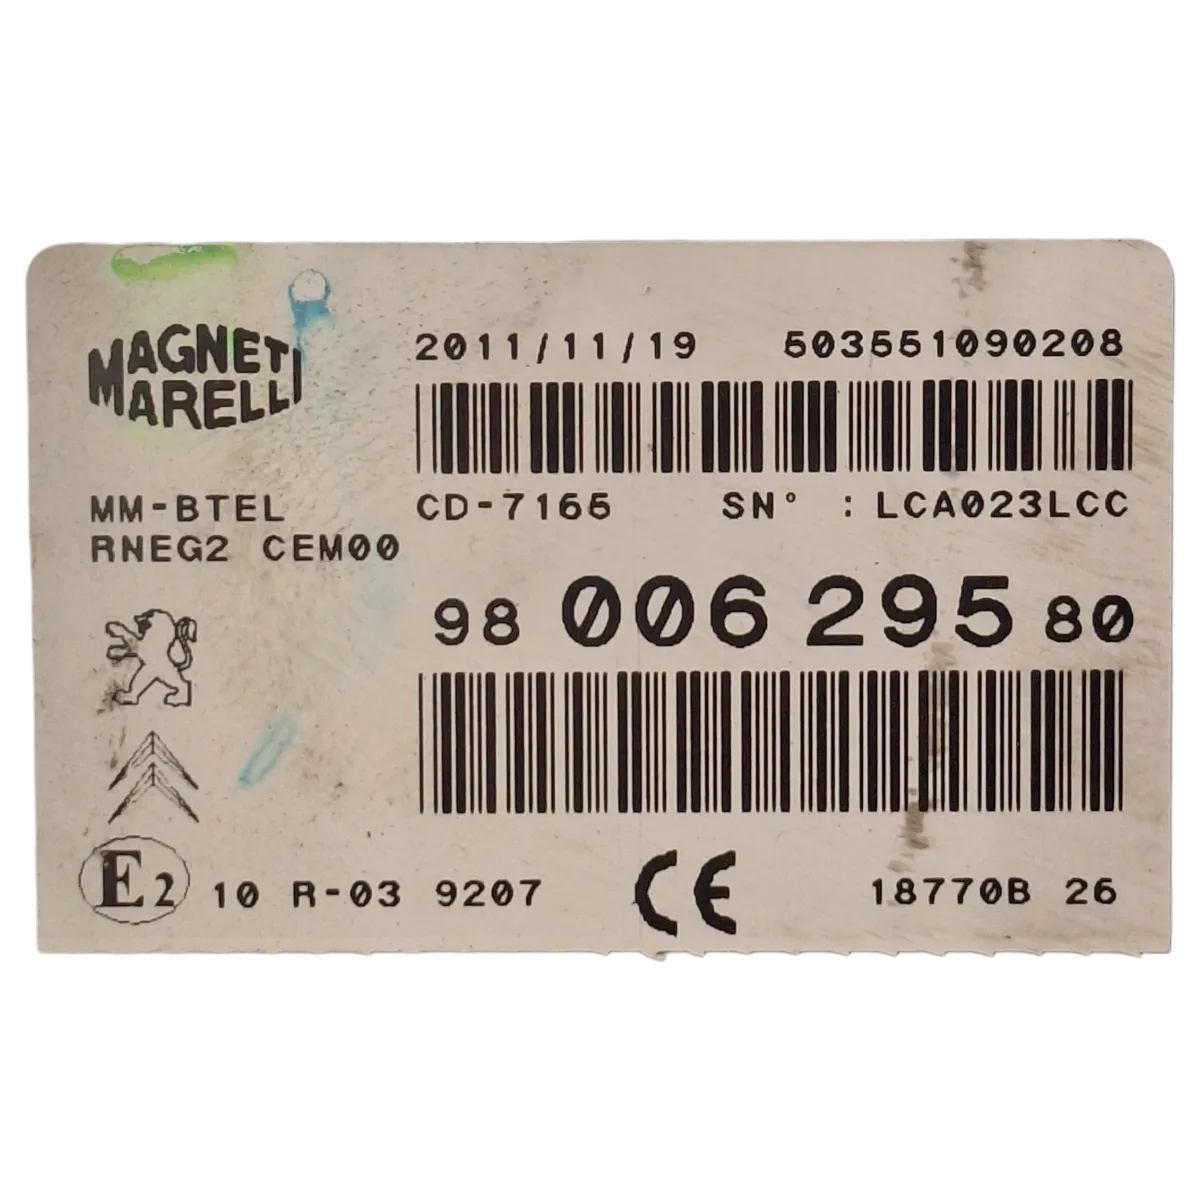 MAGNETI
MARELLI
2011/11/19 503551090208
MM-BTEL
RNEG2 CEM00
CD-7165 SN° : LCA023LCC
98 006 295 80
E2 10 R-03 9207
CE
18770B 26